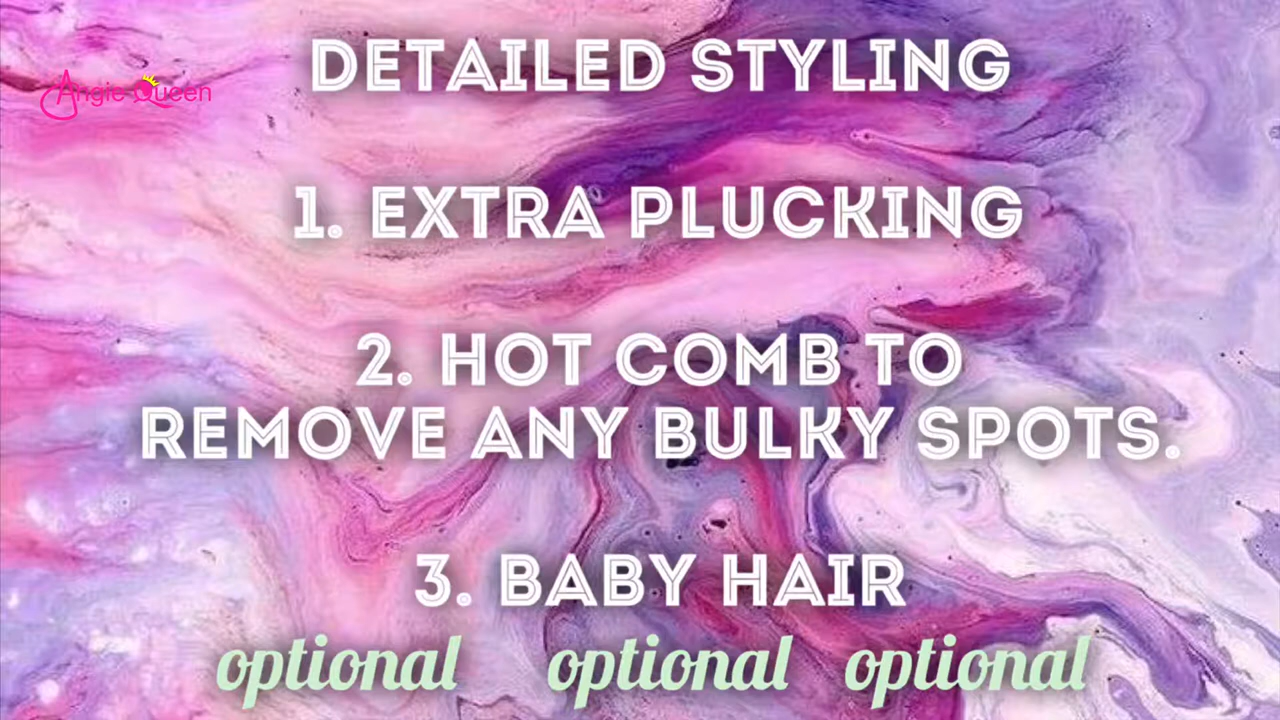 DETAILED STYLING
Angie Queen
1. EXTRA PLUCKING
2. HOT COMB TO
REMOVE ANY BULKY SPOTS.
3. BABY HAIR
optional optional optional